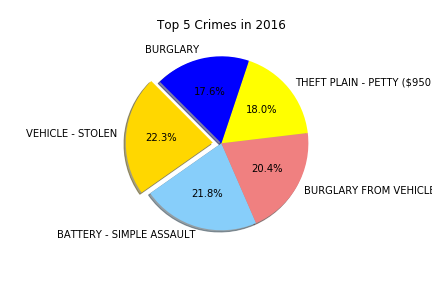 Top 5 Crimes in 2016
BURGLARY
17.6%
THEFT PLAIN - PETTY ($950
18.0%
VEHICLE - STOLEN
22.3%
20.4%
BURGLARY FROM VEHICLE
21.8%
BATTERY - SIMPLE ASSAULT